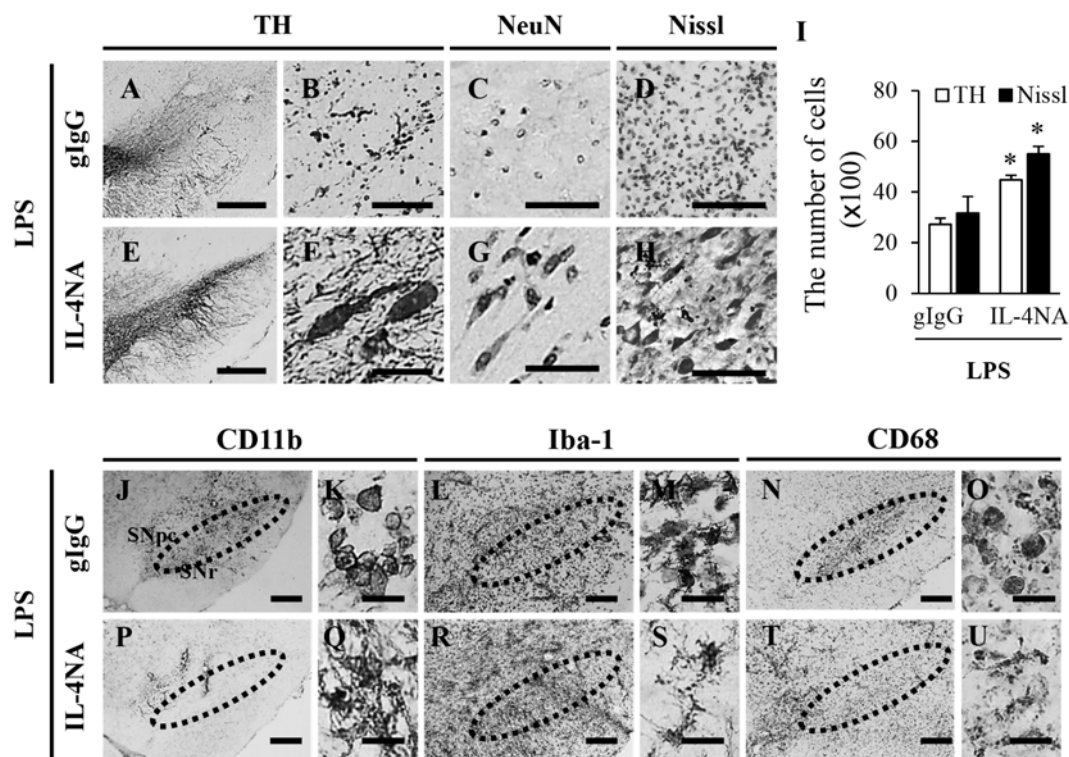 TH NeuN Nissl
LPS
gIgG
A B C D
IL-4NA
E F G H
I
The number of cells
(x100)
80
60
40
20
0
TH Nissl
* *
gIgG IL-4NA
LPS
CD11b Iba-1 CD68
LPS
gIgG
J K L M N O
SNpc
SNr
IL-4NA
P Q R S T U